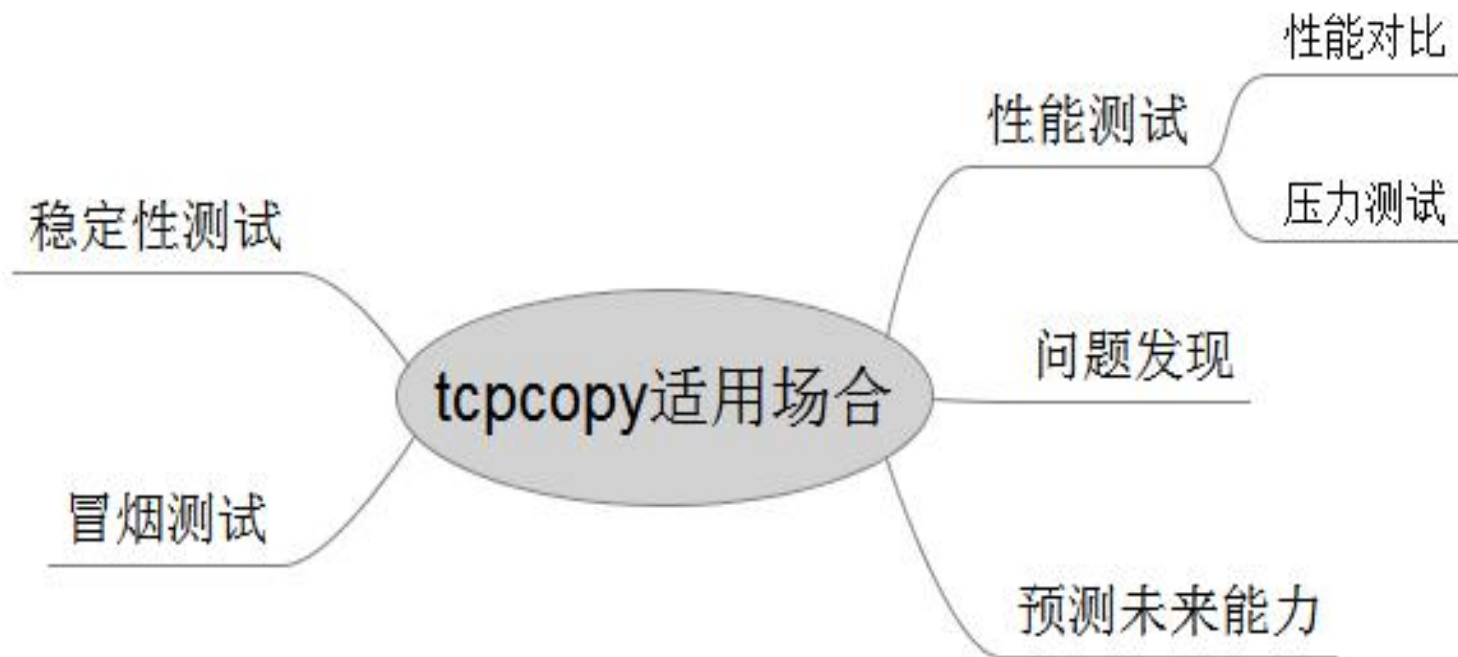 性能对比
性能测试
压力测试
稳定性测试
问题发现
tcpcopy适用场合
冒烟测试
预测未来能力